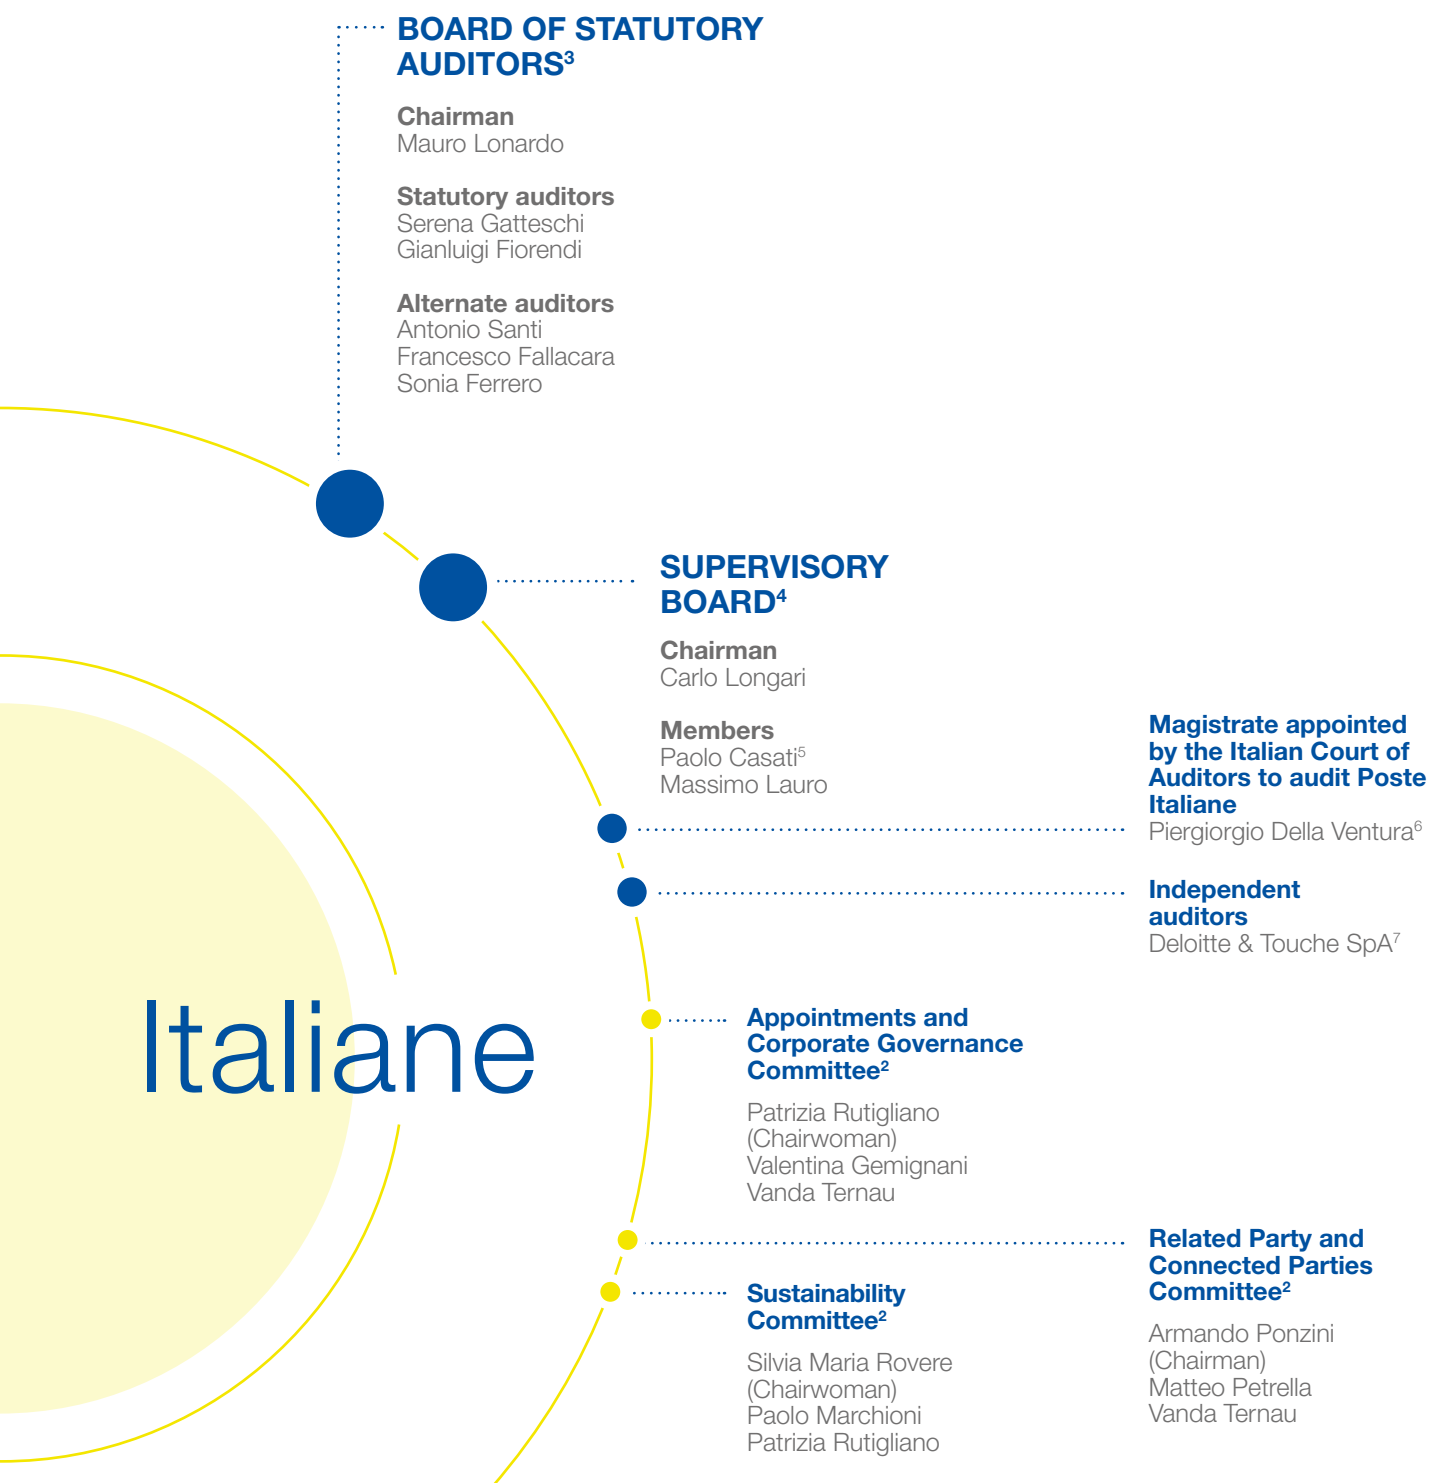 BOARD OF STATUTORY
AUDITORS³
Chairman
Mauro Lonardo
Statutory auditors
Serena Gatteschi
Gianluigi Fiorendi
Alternate auditors
Antonio Santi
Francesco Fallacara
Sonia Ferrero
SUPERVISORY
BOARD⁴
Chairman
Carlo Longari
Members
Paolo Casati⁵
Massimo Lauro
Magistrate appointed
by the Italian Court of
Auditors to audit Poste
Italiane
Piergiorgio Della Ventura⁶
Independent
auditors
Deloitte & Touche SpA⁷
Italiane
Appointments and
Corporate Governance
Committee²
Patrizia Rutigliano
(Chairwoman)
Valentina Gemignani
Vanda Ternau
Related Party and
Connected Parties
Committee²
Armando Ponzini
(Chairman)
Matteo Petrella
Vanda Ternau
Sustainability
Committee²
Silvia Maria Rovere
(Chairwoman)
Paolo Marchioni
Patrizia Rutigliano